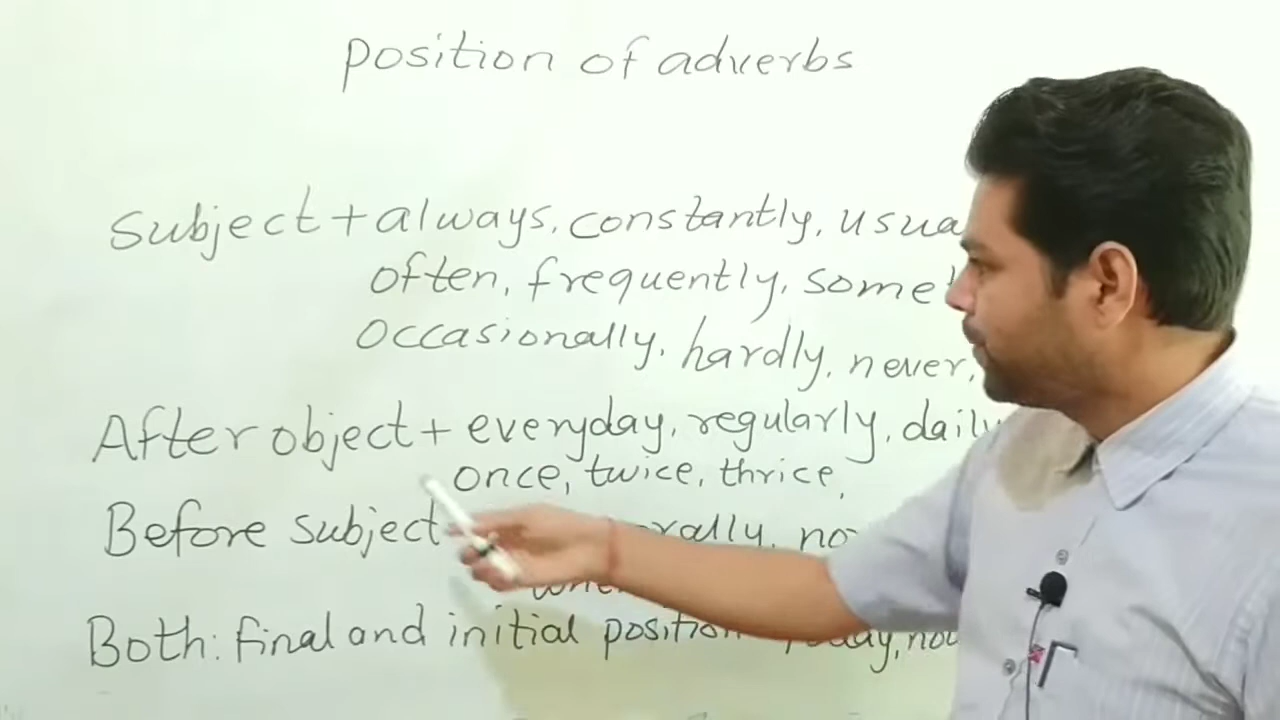 position of adverbs
Subject + always, constantly, usua
often, frequently, some
occasionally, hardly, never,
After object + everyday, regularly, daily
once, twice, thrice,
Before subject
Both: final and initial position today,